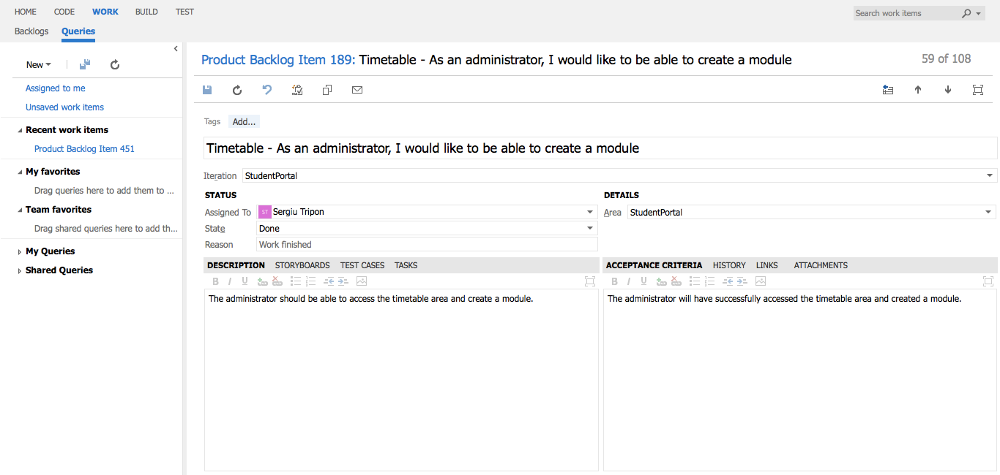 HOME CODE WORK BUILD TEST
Search work items
Backlogs Queries
New
Assigned to me
Unsaved work items
Recent work items
Product Backlog Item 451
My favorites
Drag queries here to add them to ...
Team favorites
Drag shared queries here to add th...
My Queries
Shared Queries
Product Backlog Item 189: Timetable - As an administrator, I would like to be able to create a module
59 of 108
Tags Add...
Timetable - As an administrator, I would like to be able to create a module
Iteration StudentPortal
STATUS
Assigned To ST Sergiu Tripon
State Done
Reason Work finished
DETAILS
Area StudentPortal
DESCRIPTION STORYBOARDS TEST CASES TASKS
B I U
The administrator should be able to access the timetable area and create a module.
ACCEPTANCE CRITERIA HISTORY LINKS ATTACHMENTS
B I U
The administrator will have successfully accessed the timetable area and created a module.